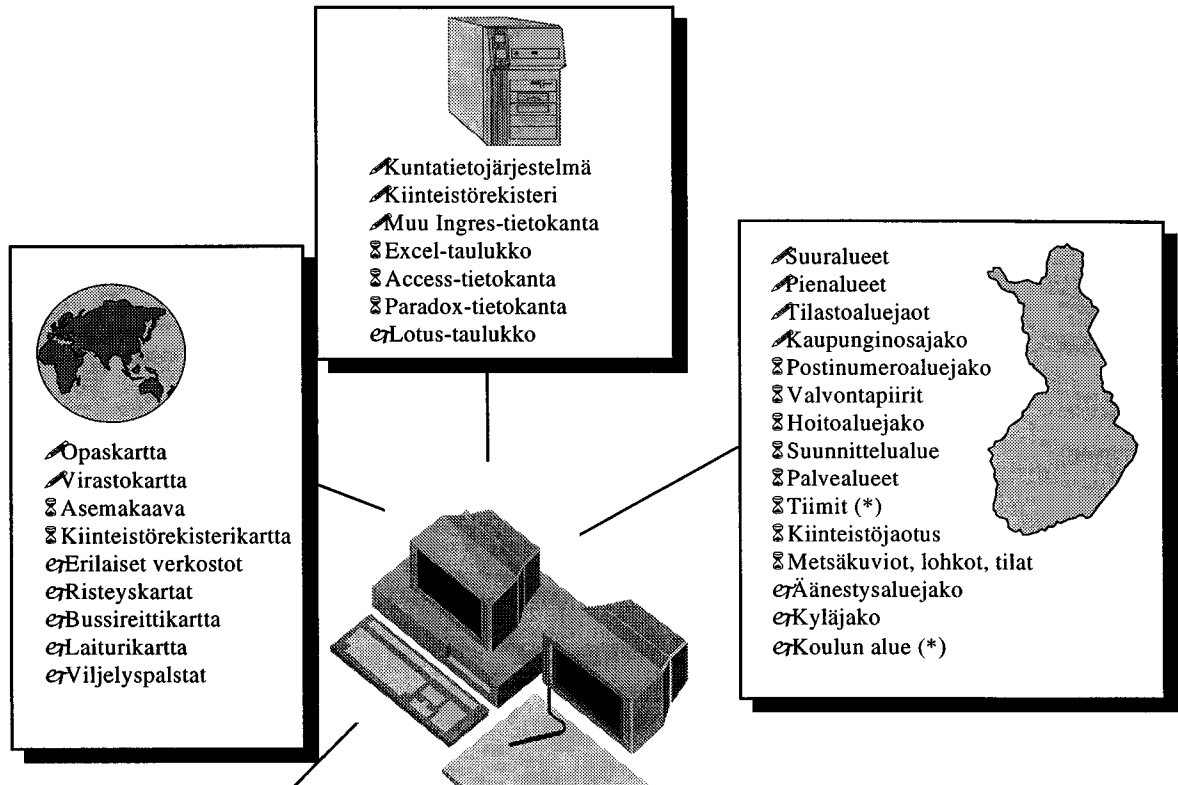 Kuntatietojärjestelmä
Kiinteistörekisteri
Muu Ingres-tietokanta
Excel-taulukko
Access-tietokanta
Paradox-tietokanta
Lotus-taulukko
Opaskartta
Virastokartta
Asemakaava
Kiinteistörekisterikartta
Erilaiset verkostot
Risteyskartat
Bussireittikartta
Laiturikartta
Viljelyspalstat
Suuralueet
Pienalueet
Tilastoaluejaot
Kaupunginosajako
Postinumeroaluejako
Valvontapiirit
Hoitoaluejako
Suunnittelualue
Palvealueet
Tiimit (*)
Kiinteistöjaotus
Metsäkuviot, lohkot, tilat
Äänestysaluejako
Kyläjako
Koulun alue (*)